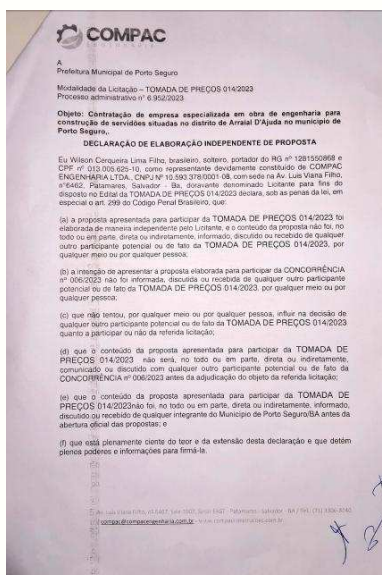 COMPAC
ENGENHARIA
A
Prefeitura Municipal de Porto Seguro
Modalidade da Licitação – TOMADA DE PREÇOS 014/2023
Processo administrativo n° 6.952/2023
Objeto: Contratação de empresa especializada em obra de engenharia para
construção de servidões situadas no distrito de Arraial D'Ajuda no município de
Porto Seguro,.
DECLARAÇÃO DE ELABORAÇÃO INDEPENDENTE DE PROPOSTA
Eu Wilson Cerqueira Lima Filho, brasileiro, solteiro, portador do RG nº 1281550868 e
CPF nº 013.005.625-10, como representante devidamente constituído de COMPAC
ENGENHARIA LTDA, CNPJ Nº 10.593.378/0001-08, com sede na Av. Luis Viana Filho,
nº6462, Patamares, Salvador - Ba, doravante denominado Licitante para fins do
disposto no Edital da TOMADA DE PREÇOS 014/2023 declara, sob as penas da lei, em
especial o art. 299 do Código Penal Brasileiro, que:
(a) a proposta apresentada para participar da TOMADA DE PREÇOS 014/2023 foi
elaborada de maneira independente pelo Licitante, e o conteúdo da proposta não foi, no
todo ou em parte, direta ou indiretamente, informado, discutido ou recebido de qualquer
outro participante potencial ou de fato da TOMADA DE PREÇOS 014/2023, por
qualquer meio ou por qualquer pessoa;
(b) a intenção de apresentar a proposta elaborada para participar da CONCORRÊNCIA
nº 006/2023 não foi informada, discutida ou recebida de qualquer outro participante
potencial ou de fato da TOMADA DE PREÇOS 014/2023, por qualquer meio ou por
qualquer pessoa;
(c) que não tentou, por qualquer meio ou por qualquer pessoa, influir na decisão de
qualquer outro participante potencial ou de fato da TOMADA DE PREÇOS 014/2023
quanto a participar ou não da referida licitação;
(d) que o conteúdo da proposta apresentada para participar da TOMADA DE
PREÇOS 014/2023 não será, no todo ou em parte, direta ou indiretamente,
comunicado ou discutido com qualquer outro participante potencial ou de fato da
CONCORRÊNCIA nº 006/2023 antes da adjudicação do objeto da referida licitação;
(e) que o conteúdo da proposta apresentada para participar da TOMADA DE
PREÇOS 014/2023não foi, no todo ou em parte, direta ou indiretamente, informado,
discutido ou recebido de qualquer integrante do Município de Porto Seguro/BA antes da
abertura oficial das propostas; e
(f) que está plenamente ciente do teor e da extensão desta declaração e que detém
plenos poderes e informações para firmá-la.
Av. Luis Viana Filho, nº 6462, Patamares - Salvador - BA / Tel.
compac@compacengenharia.com.br